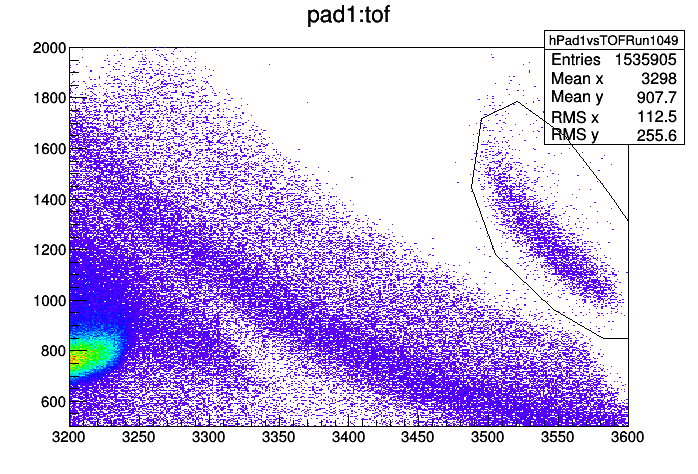 pad1:tof
hPad1vsTOFRun1049
Entries 1535905
Mean x 3298
Mean y 907.7
RMS x 112.5
RMS y 255.6
2000
1800
1600
1400
1200
1000
800
600
3200 3250 3300 3350 3400 3450 3500 3550 3600